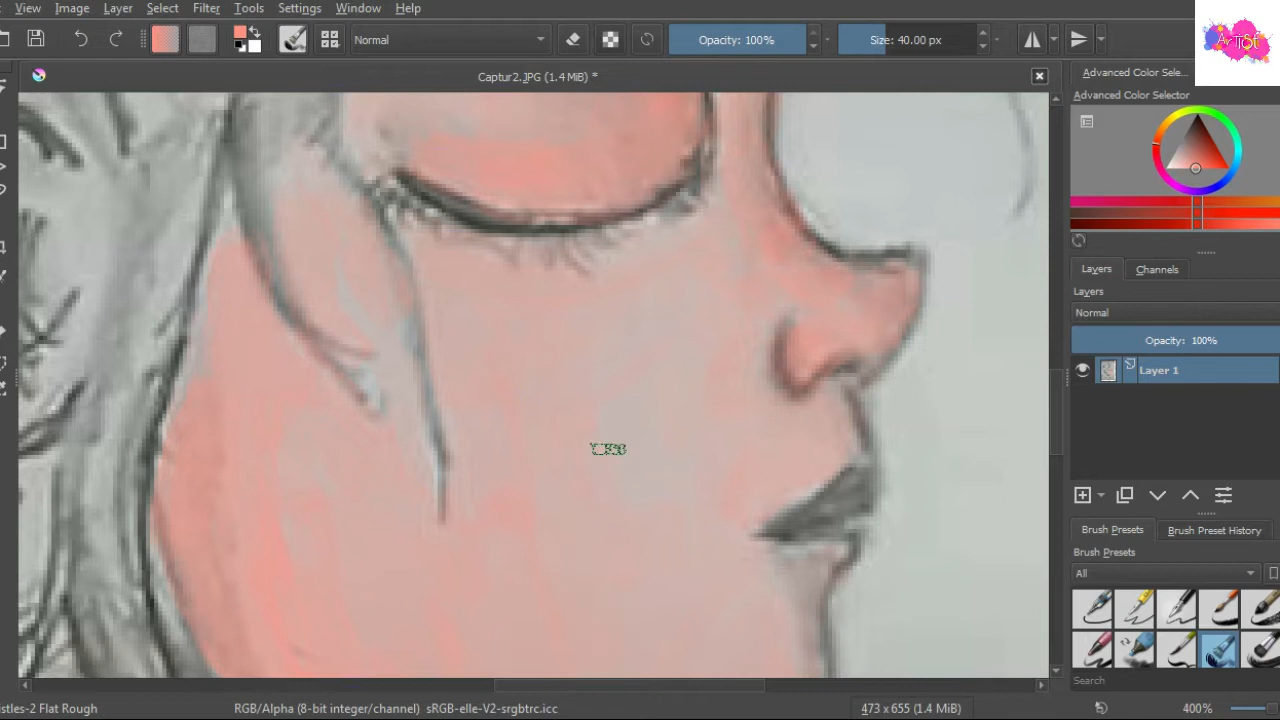 View Image Layer Select Filter Tools Settings Window Help
Normal Opacity: 100% Size: 40.00 px
ArTiSt
Captur2.JPG (1.4 MiB) *
Advanced Color Sele...
Advanced Color Selector
Layers Channels
Layers
Normal
Opacity: 100%
Layer 1
Brush Presets Brush Preset History
Brush Presets
All
Search
istles-2 Flat Rough RGB/Alpha (8-bit integer/channel) sRGB-elle-V2-srgbtrc.icc 473 x 655 (1.4 MiB) 400%